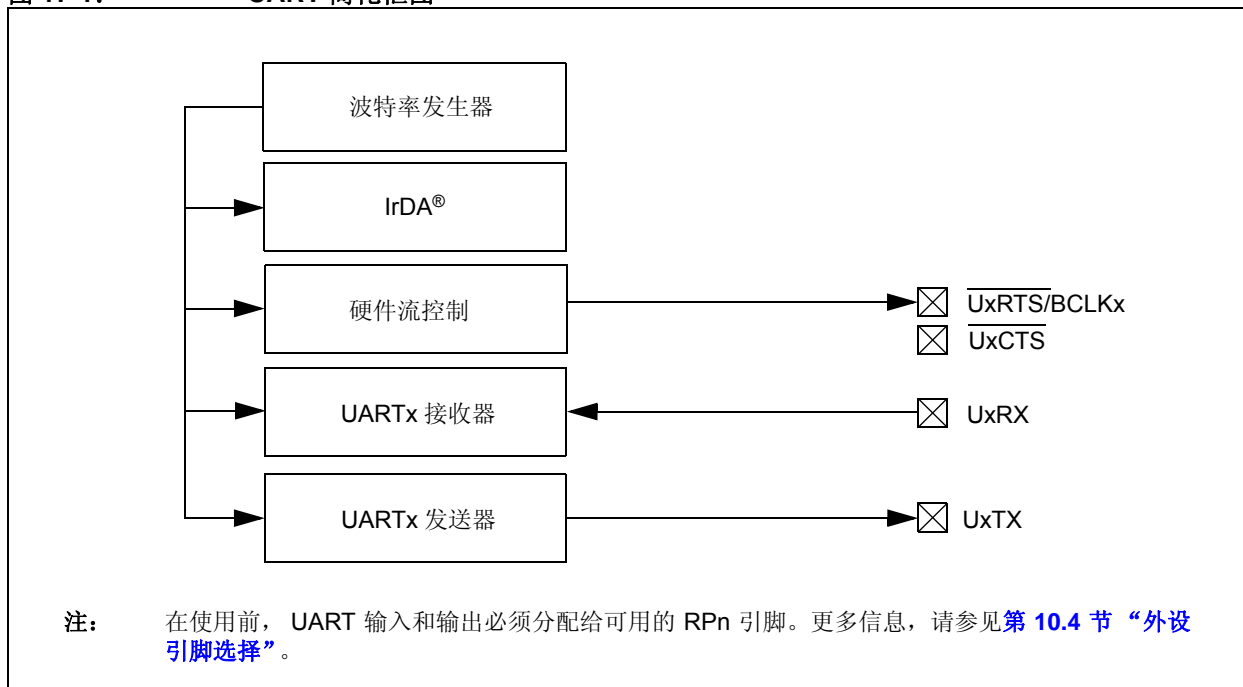 波特率发生器
IrDA®
硬件流控制
UxRTS/BCLKx
UxCTS
UARTx 接收器
UxRX
UARTx 发送器
UxTX
注： 在使用前， UART 输入和输出必须分配给可用的 RPn 引脚。更多信息，请参见第 10.4 节 “外设
引脚选择”。